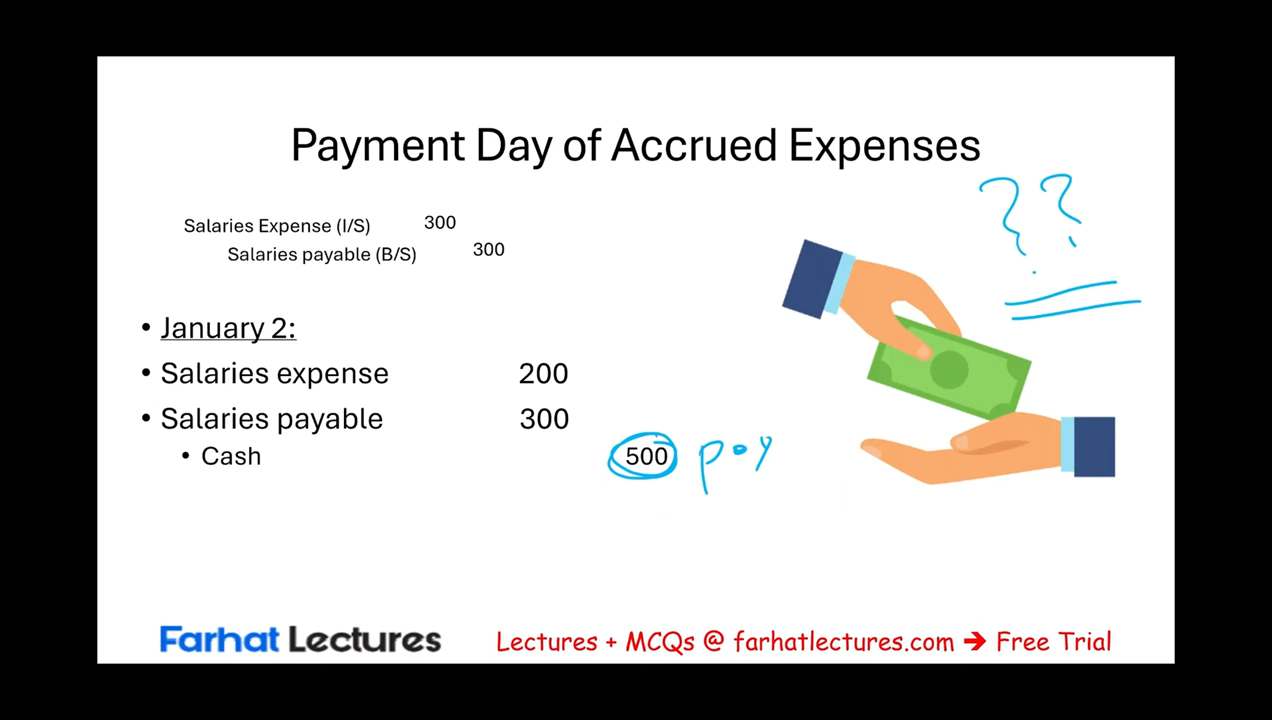 Payment Day of Accrued Expenses
??
Salaries Expense (I/S) 300
Salaries payable (B/S) 300
• January 2:
• Salaries expense 200
• Salaries payable 300
• Cash 500 pay
Farhat Lectures Lectures + MCQs @ farhatlectures.com ➔ Free Trial